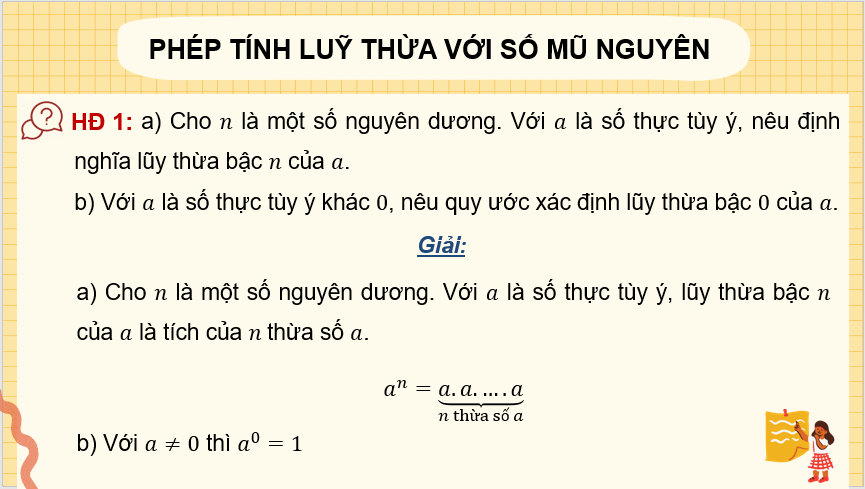 PHÉP TÍNH LUỸ THỪA VỚI SỐ MŨ NGUYÊN
? HĐ 1: a) Cho n là một số nguyên dương. Với a là số thực tùy ý, nêu định
nghĩa lũy thừa bậc n của a.
b) Với a là số thực tùy ý khác 0, nêu quy ước xác định lũy thừa bậc 0 của a.
Giải:
a) Cho n là một số nguyên dương. Với a là số thực tùy ý, lũy thừa bậc n
của a là tích của n thừa số a.
aⁿ = a. a. ... . a
n thừa số a
b) Với a ≠ 0 thì a⁰ = 1